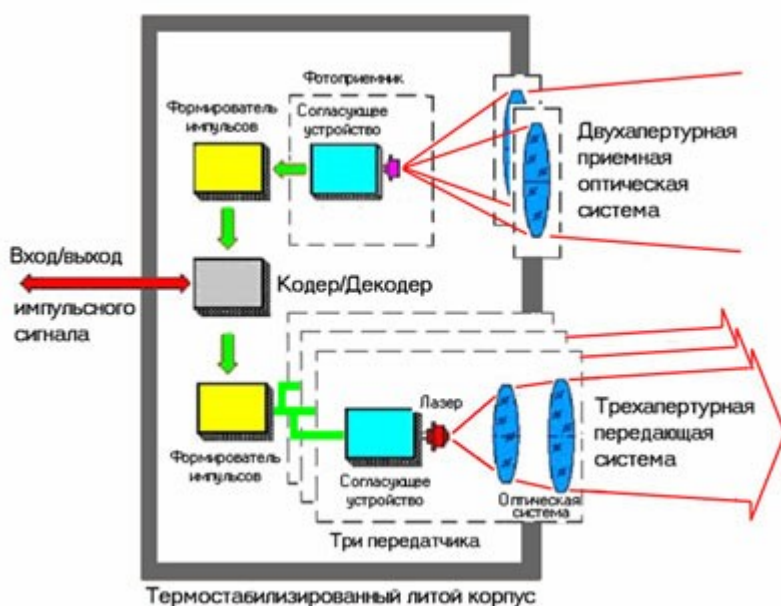 Фотоприемник
Формирователь
импульсов
Согласующее
устройство
Двухапертурная
приемная
оптическая
система
Вход/выход
импульсного
сигнала
Кодер/Декодер
Лазер
Трехапертурная
передающая
система
Формирователь
импульсов
Согласующее
устройство
Оптическая
система
Три передатчика
Термостабилизированный литой корпус